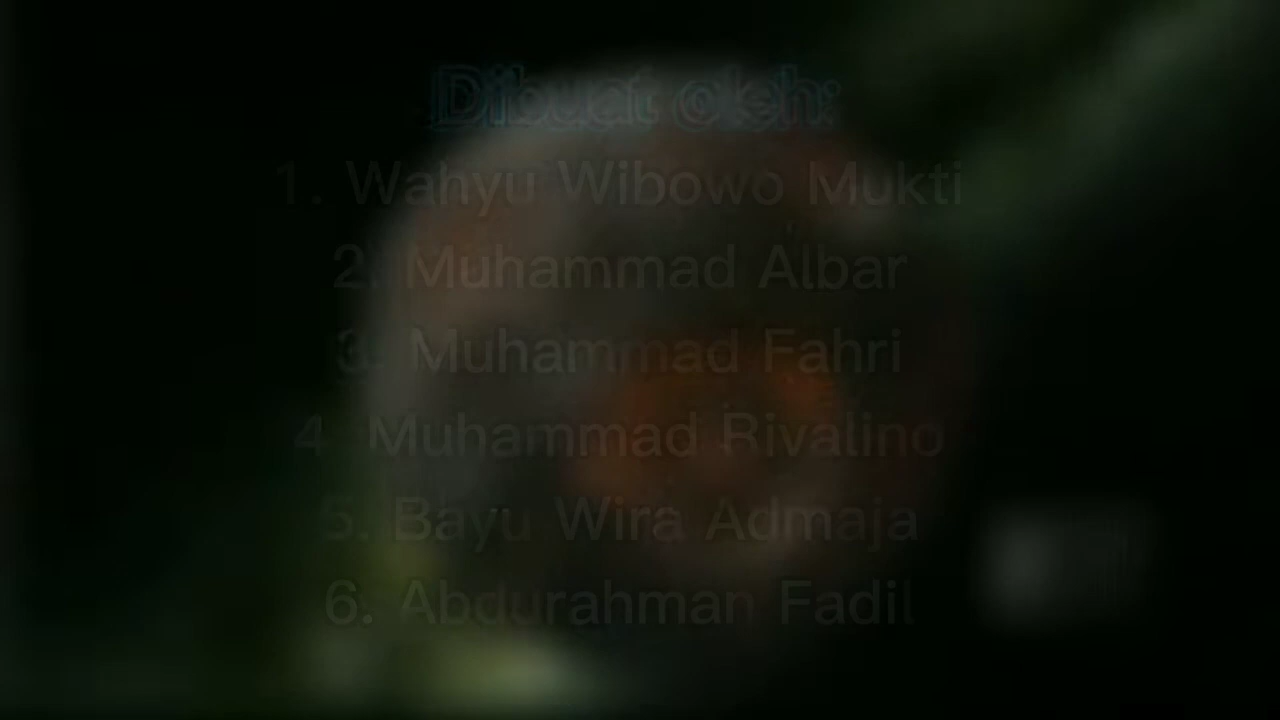 Dibuat oleh:
1. Wahyu Wibowo Mukti
2. Muhammad Albar
3. Muhammad Fahri
4. Muhammad Rivalino
5. Bayu Wira Admaja
6. Abdurahman Fadil